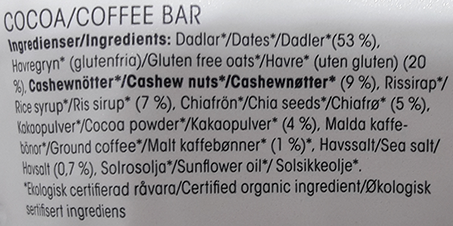 COCOA/COFFEE BAR
Ingredienser/Ingredients: Dadlar*/Dates*/Dadler*(53 %),
Havregryn* (glutenfria)/Gluten free oats*/Havre* (uten gluten) (20
%), Cashewnötter*/Cashew nuts*/Cashewnøtter* (9 %), Rissirap*/
Rice syrup*/Ris sirup* (7 %), Chiafrön*/Chia seeds*/Chiafrø* (5 %),
Kakaopulver*/Cocoa powder*/Kakaopulver* (4 %), Malda kaffe-
bönor*/Ground coffee*/Malt kaffebønner* (1 %)*, Havssalt/Sea salt/
Havsalt (0,7 %), Solrosolja*/Sunflower oil*/ Solsikkeolje*.
*Ekologisk certifierad råvara/Certified organic ingredient/Økologisk
sertifisert ingrediens